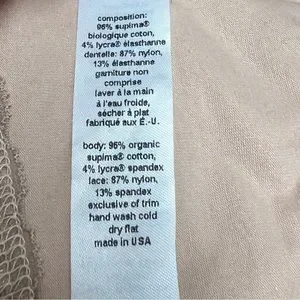 composition:
96% supima®
biologique coton,
4% lycra® élasthanne
dentelle: 87% nylon,
13% élasthanne
garniture non
comprise
laver à la main
à l'eau froide,
sécher à plat
fabriqué aux É.-U.
body: 96% organic
supima® cotton,
4% lycra® spandex
lace: 87% nylon,
13% spandex
exclusive of trim
hand wash cold
dry flat
made in USA